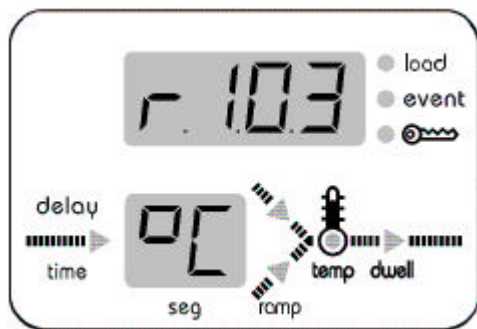 r.1.0.3
load
event
delay
time
°C
seg
ramp
temp
dwell